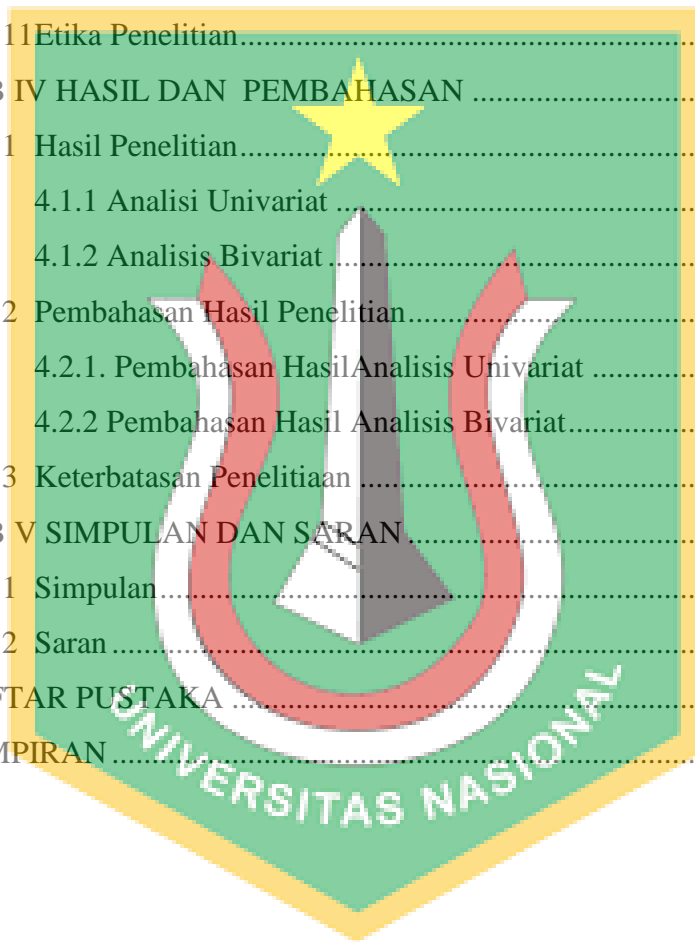 11Etika Penelitian
IV HASIL DAN PEMBAHASAN
1 Hasil Penelitian
4.1.1 Analisi Univariat
4.1.2 Analisis Bivariat
2 Pembahasan Hasil Penelitian
4.2.1. Pembahasan HasilAnalisis Univariat
4.2.2 Pembahasan Hasil Analisis Bivariat
3 Keterbatasan Penelitiaan
V SIMPULAN DAN SARAN
1 Simpulan
2 Saran
FTAR PUSTAKA
MPIRAN
UNIVERSITAS NASIONAL